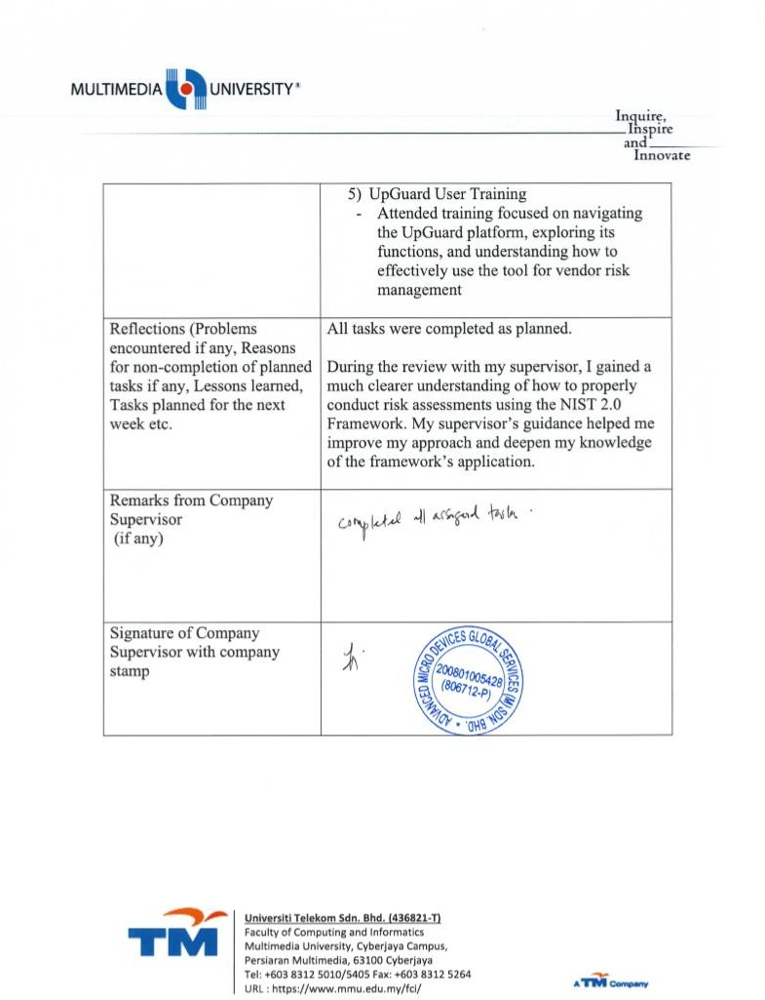 MULTIMEDIA UNIVERSITY®
Inquire,
Inspire
and
Innovate
5) UpGuard User Training
- Attended training focused on navigating
the UpGuard platform, exploring its
functions, and understanding how to
effectively use the tool for vendor risk
management
Reflections (Problems
encountered if any, Reasons
for non-completion of planned
tasks if any, Lessons learned,
Tasks planned for the next
week etc.
All tasks were completed as planned.
During the review with my supervisor, I gained a
much clearer understanding of how to properly
conduct risk assessments using the NIST 2.0
Framework. My supervisor's guidance helped me
improve my approach and deepen my knowledge
of the framework's application.
Remarks from Company
Supervisor
(if any)
completed all assigned tasks.
Signature of Company
Supervisor with company
stamp
ADVANCED MICRO DEVICES GLOBAL SERVICES (M) SDN. BHD. *
200801005428
(806712-P)
TM
Universiti Telekom Sdn. Bhd. (436821-T)
Faculty of Computing and Informatics
Multimedia University, Cyberjaya Campus,
Persiaran Multimedia, 63100 Cyberjaya
Tel: +603 8312 5010/5405 Fax: +603 8312 5264
URL : https://www.mmu.edu.my/fci/
A TM Company